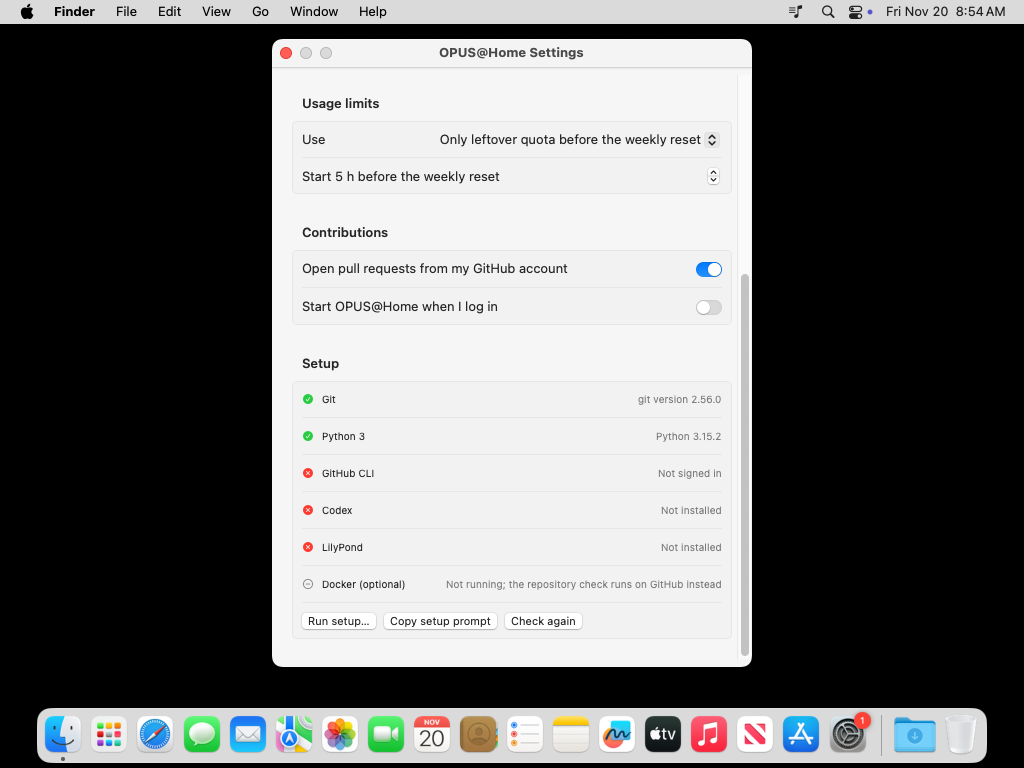 Finder File Edit View Go Window Help Fri Nov 20 8:54 AM
OPUS@Home Settings
Usage limits
Use Only leftover quota before the weekly reset
Start 5 h before the weekly reset
Contributions
Open pull requests from my GitHub account
Start OPUS@Home when I log in
Setup
Git git version 2.56.0
Python 3 Python 3.15.2
GitHub CLI Not signed in
Codex Not installed
LilyPond Not installed
Docker (optional) Not running; the repository check runs on GitHub instead
Run setup... Copy setup prompt Check again
NOV
20
tv
1